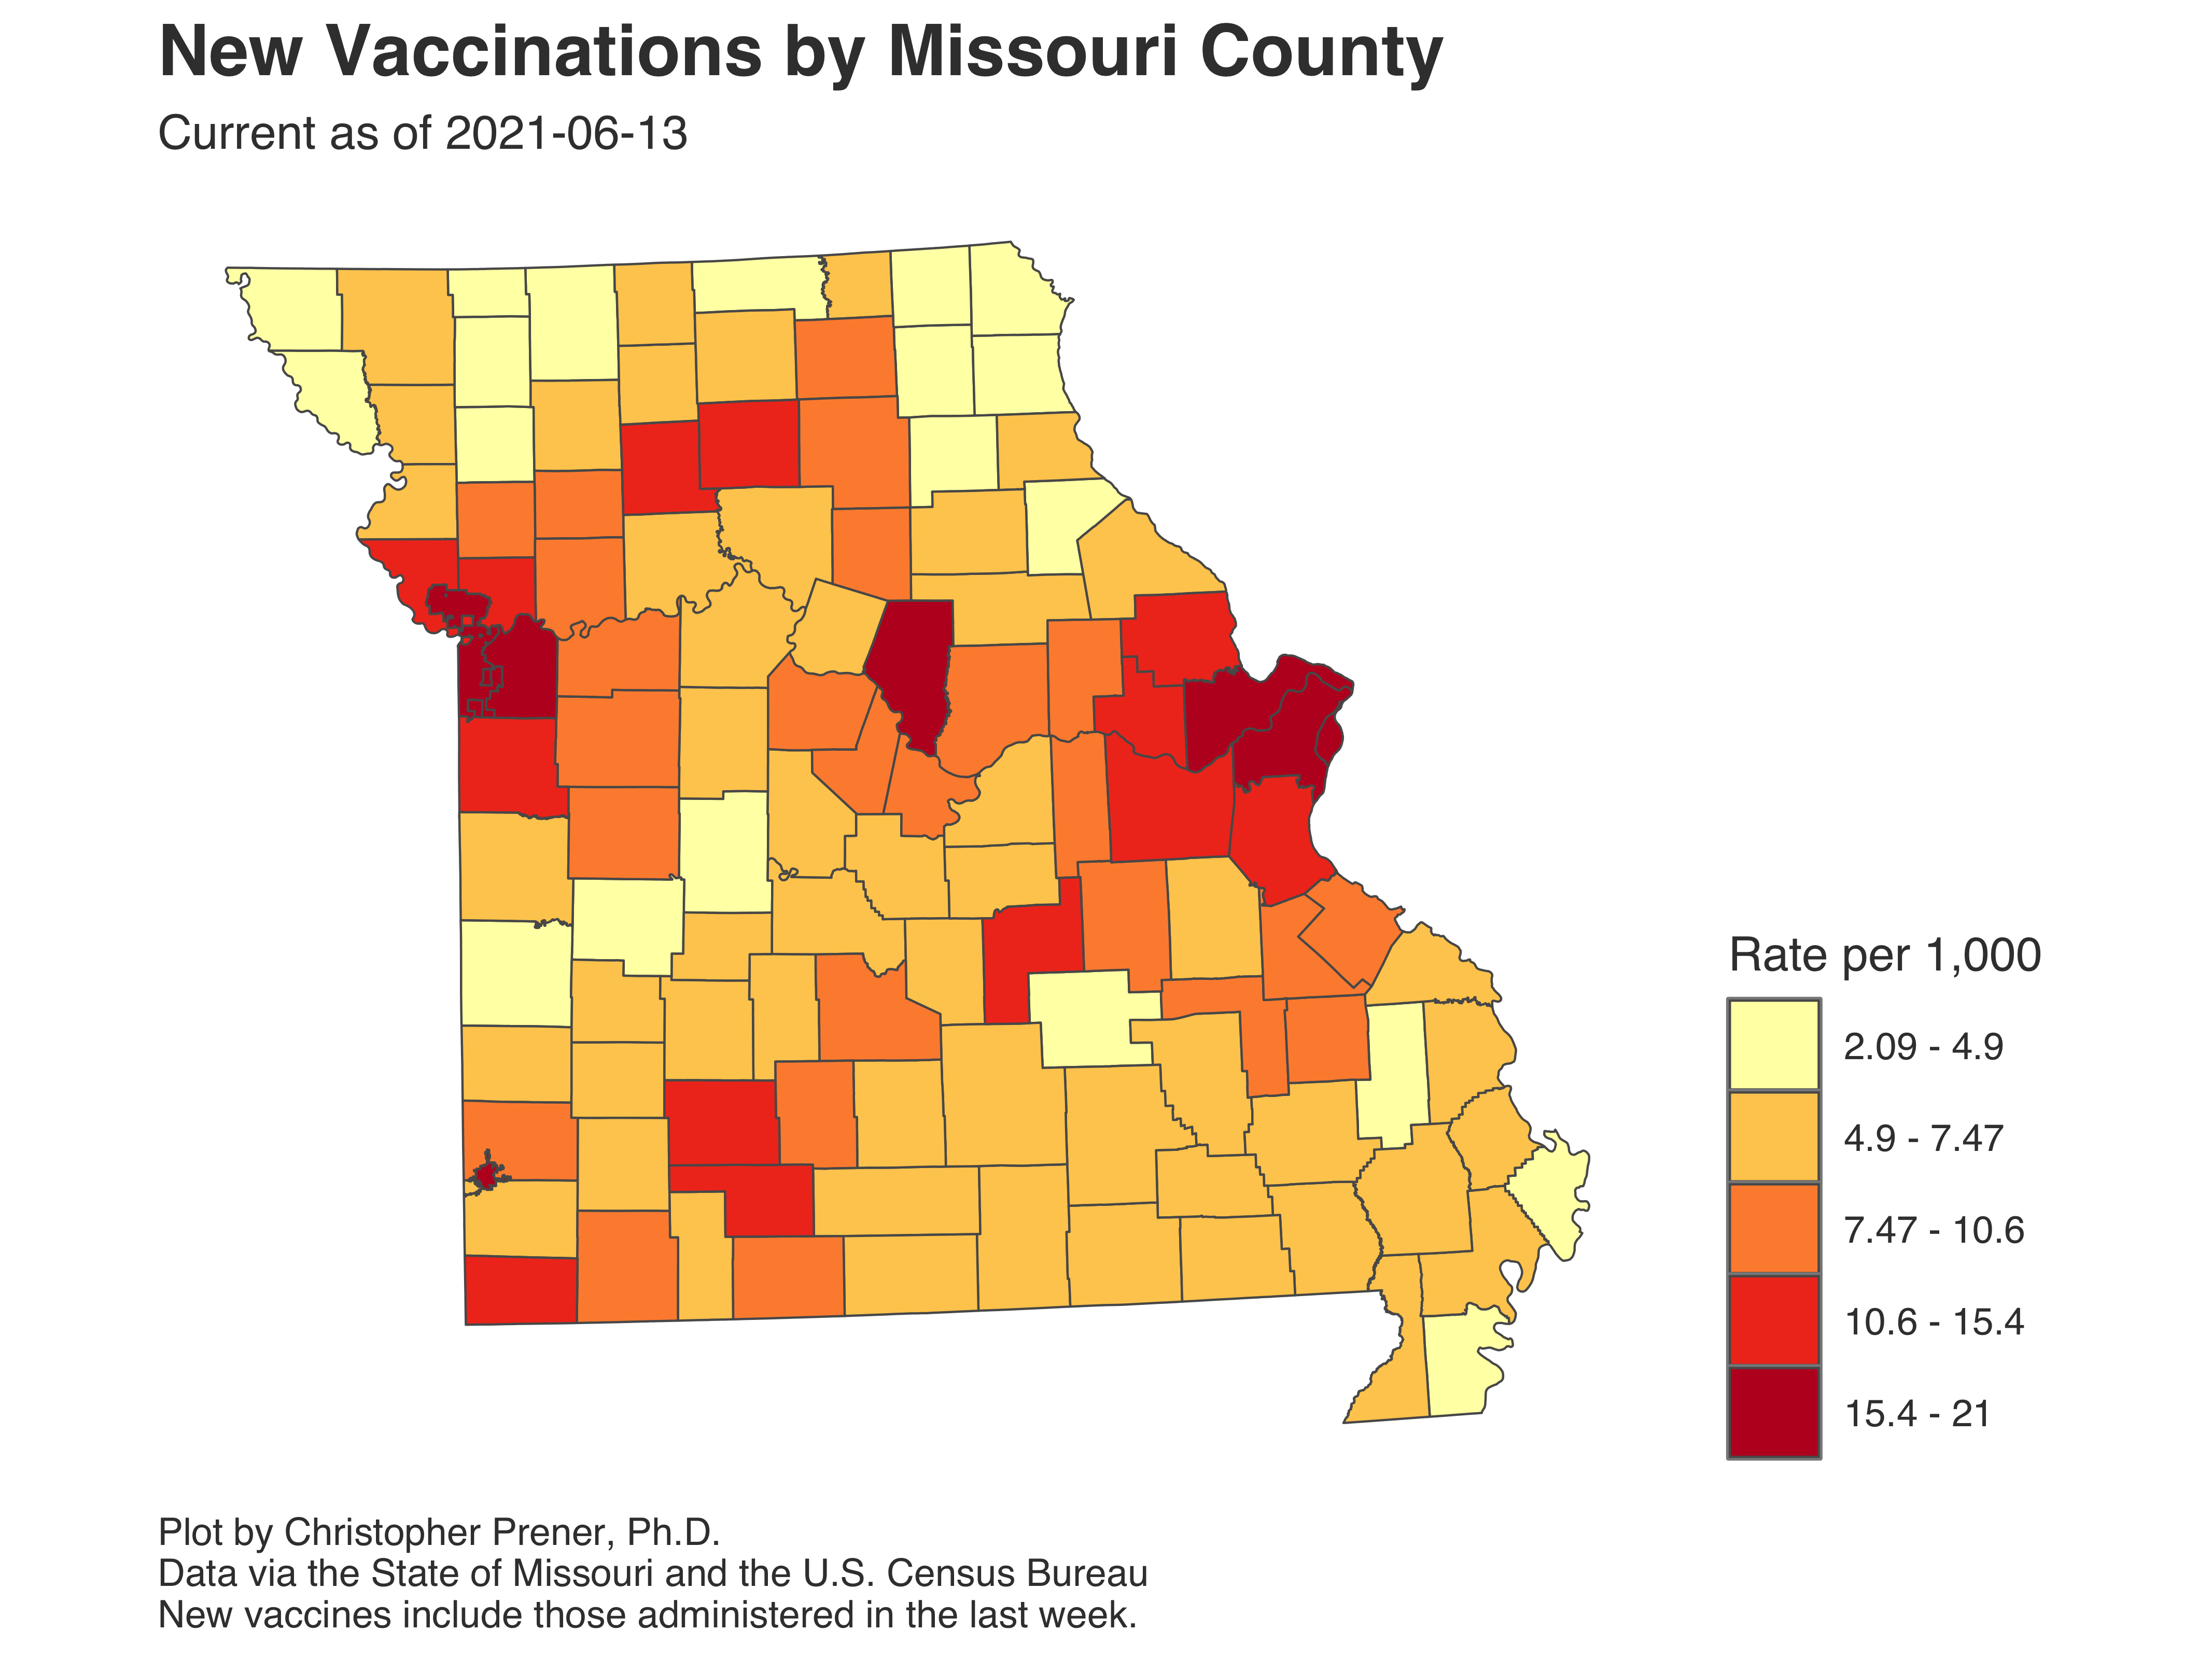 New Vaccinations by Missouri County
Current as of 2021-06-13
Rate per 1,000
2.09 - 4.9
4.9 - 7.47
7.47 - 10.6
10.6 - 15.4
15.4 - 21
Plot by Christopher Prener, Ph.D.
Data via the State of Missouri and the U.S. Census Bureau
New vaccines include those administered in the last week.